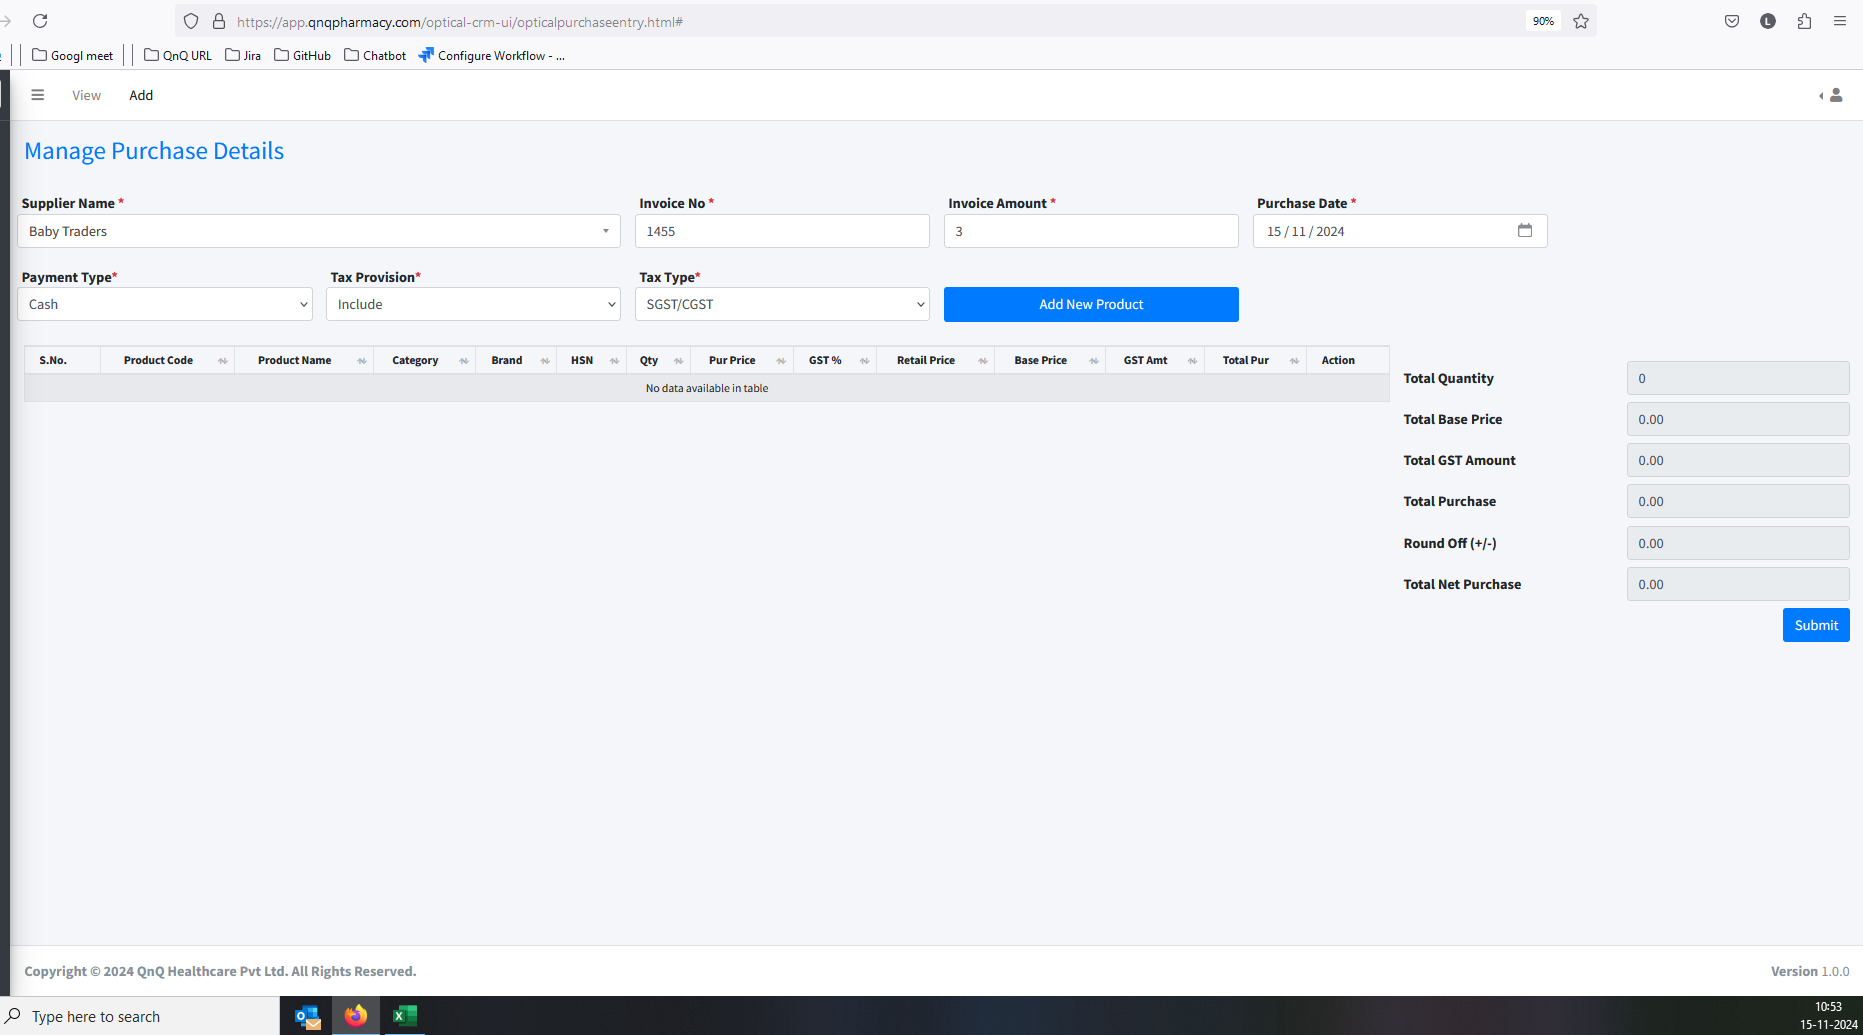 https://app.qnqpharmacy.com/optical-crm-ui/opticalpurchaseentry.html#
90%
L
Googl meet
QnQ URL
Jira
GitHub
Chatbot
Configure Workflow - ...
View
Add
Manage Purchase Details
Supplier Name *
Invoice No *
Invoice Amount *
Purchase Date *
Baby Traders
1455
3
15 / 11 / 2024
Payment Type*
Tax Provision*
Tax Type*
Cash
Include
SGST/CGST
Add New Product
S.No.
Product Code
Product Name
Category
Brand
HSN
Qty
Pur Price
GST %
Retail Price
Base Price
GST Amt
Total Pur
Action
No data available in table
Total Quantity
0
Total Base Price
0.00
Total GST Amount
0.00
Total Purchase
0.00
Round Off (+/-)
0.00
Total Net Purchase
0.00
Submit
Copyright © 2024 QnQ Healthcare Pvt Ltd. All Rights Reserved.
Version 1.0.0
Type here to search
10:53
15-11-2024